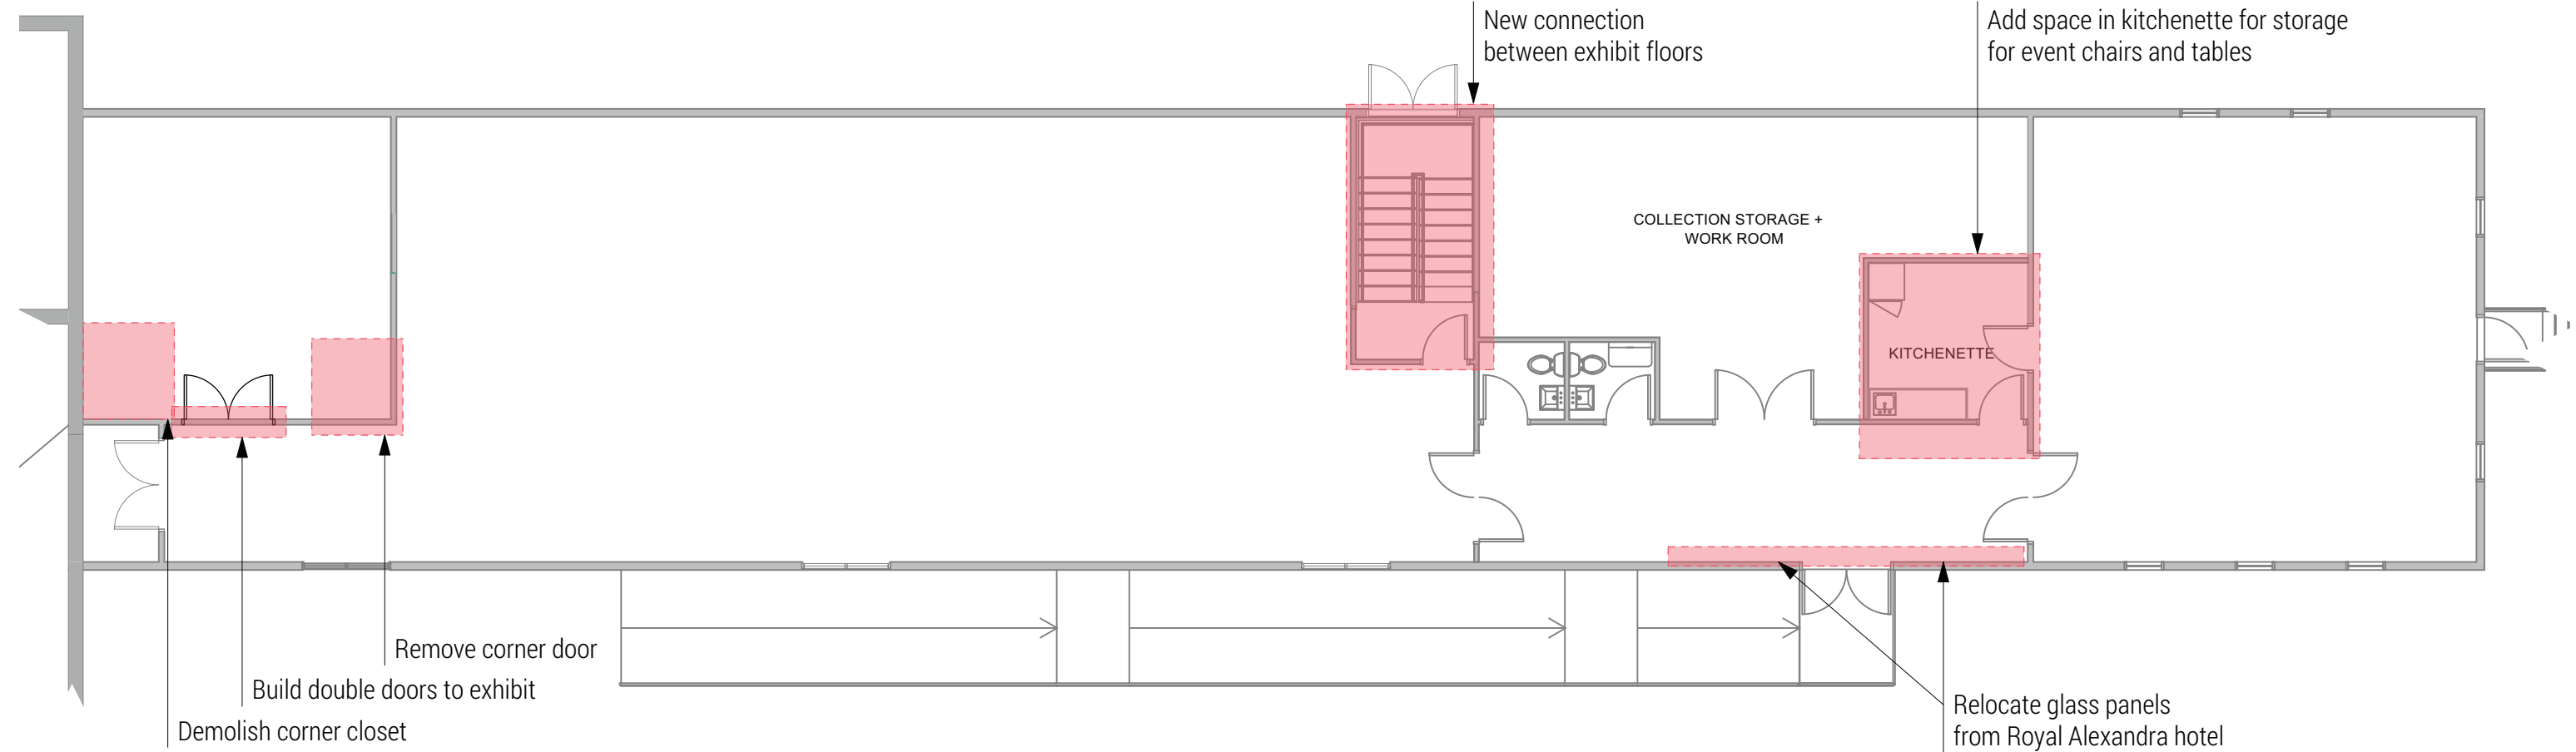 New connection
between exhibit floors
Add space in kitchenette for storage
for event chairs and tables
COLLECTION STORAGE +
WORK ROOM
KITCHENETTE
Remove corner door
Build double doors to exhibit
Demolish corner closet
Relocate glass panels
from Royal Alexandra hotel